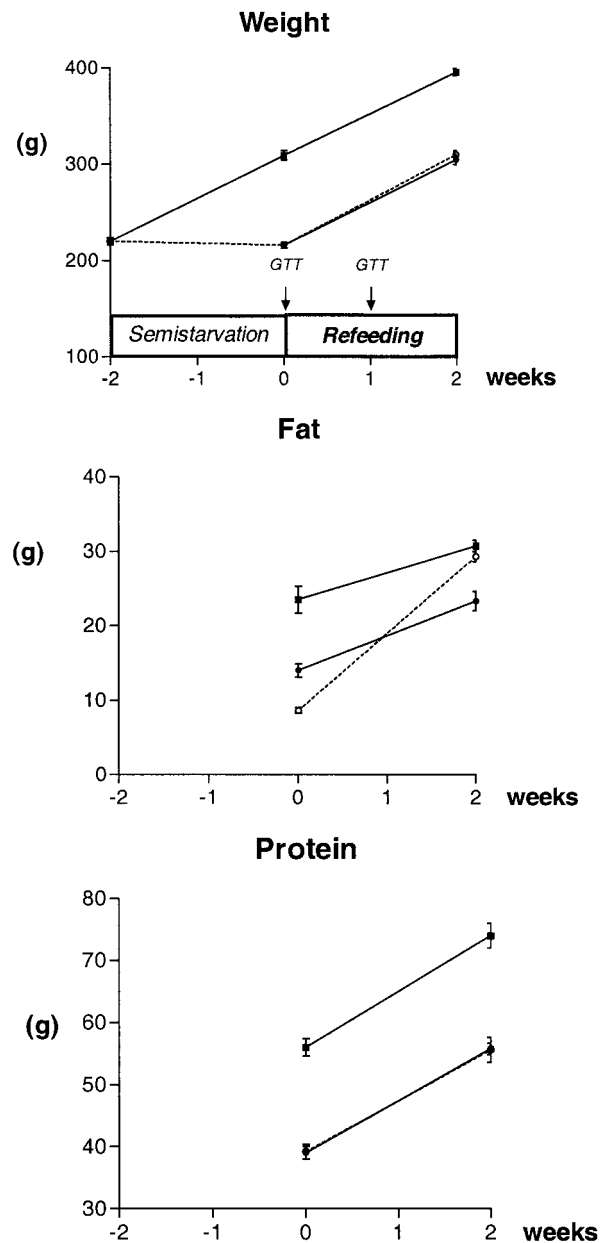 Weight
400
(g)
300
200
GTT GTT
Semistarvation Refeeding
100
-2 -1 0 1 2 weeks
Fat
40
(g)
30
20
10
0
-2 -1 0 1 2 weeks
Protein
80
70
(g)
60
50
40
30
-2 -1 0 1 2 weeks